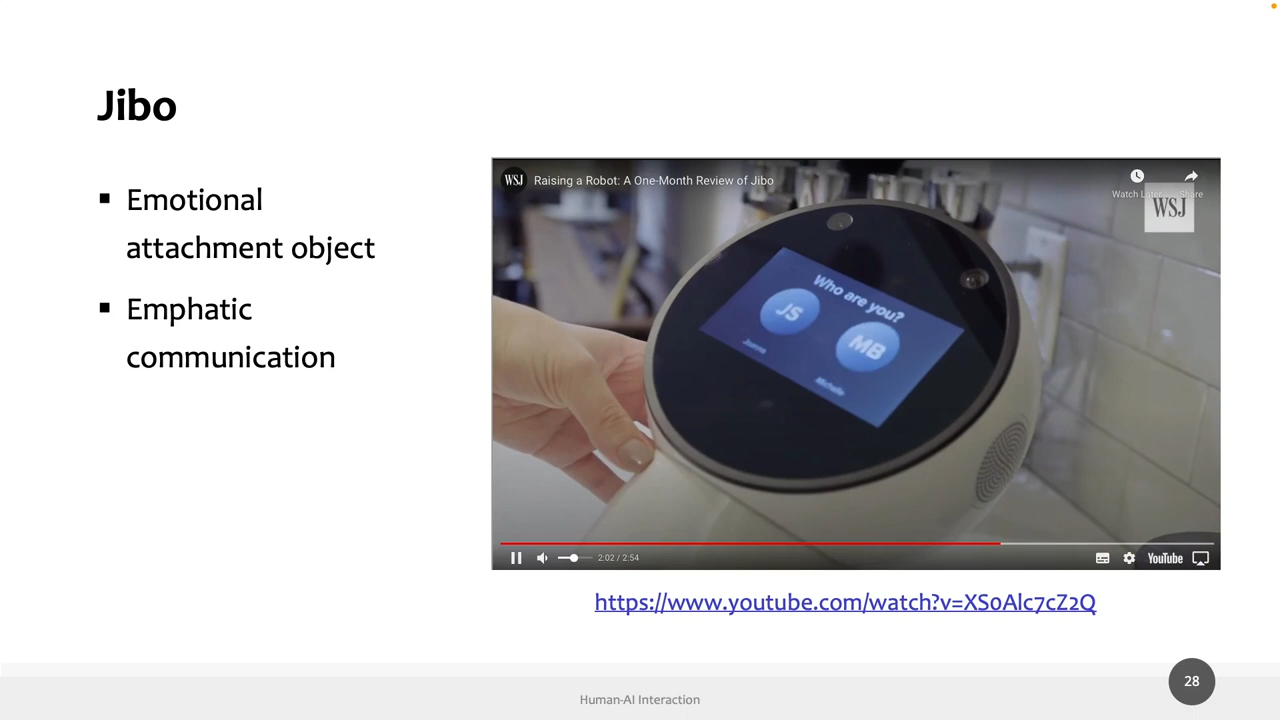 Jibo
▪ Emotional
attachment object
▪ Emphatic
communication
WSJ Raising a Robot: A One-Month Review of Jibo
Watch Later Share
WSJ
Who are you?
JS
MB
Joanna
Michelle
2:02 / 2:54
YouTube
https://www.youtube.com/watch?v=XS0Alc7cZ2Q
28
Human-AI Interaction